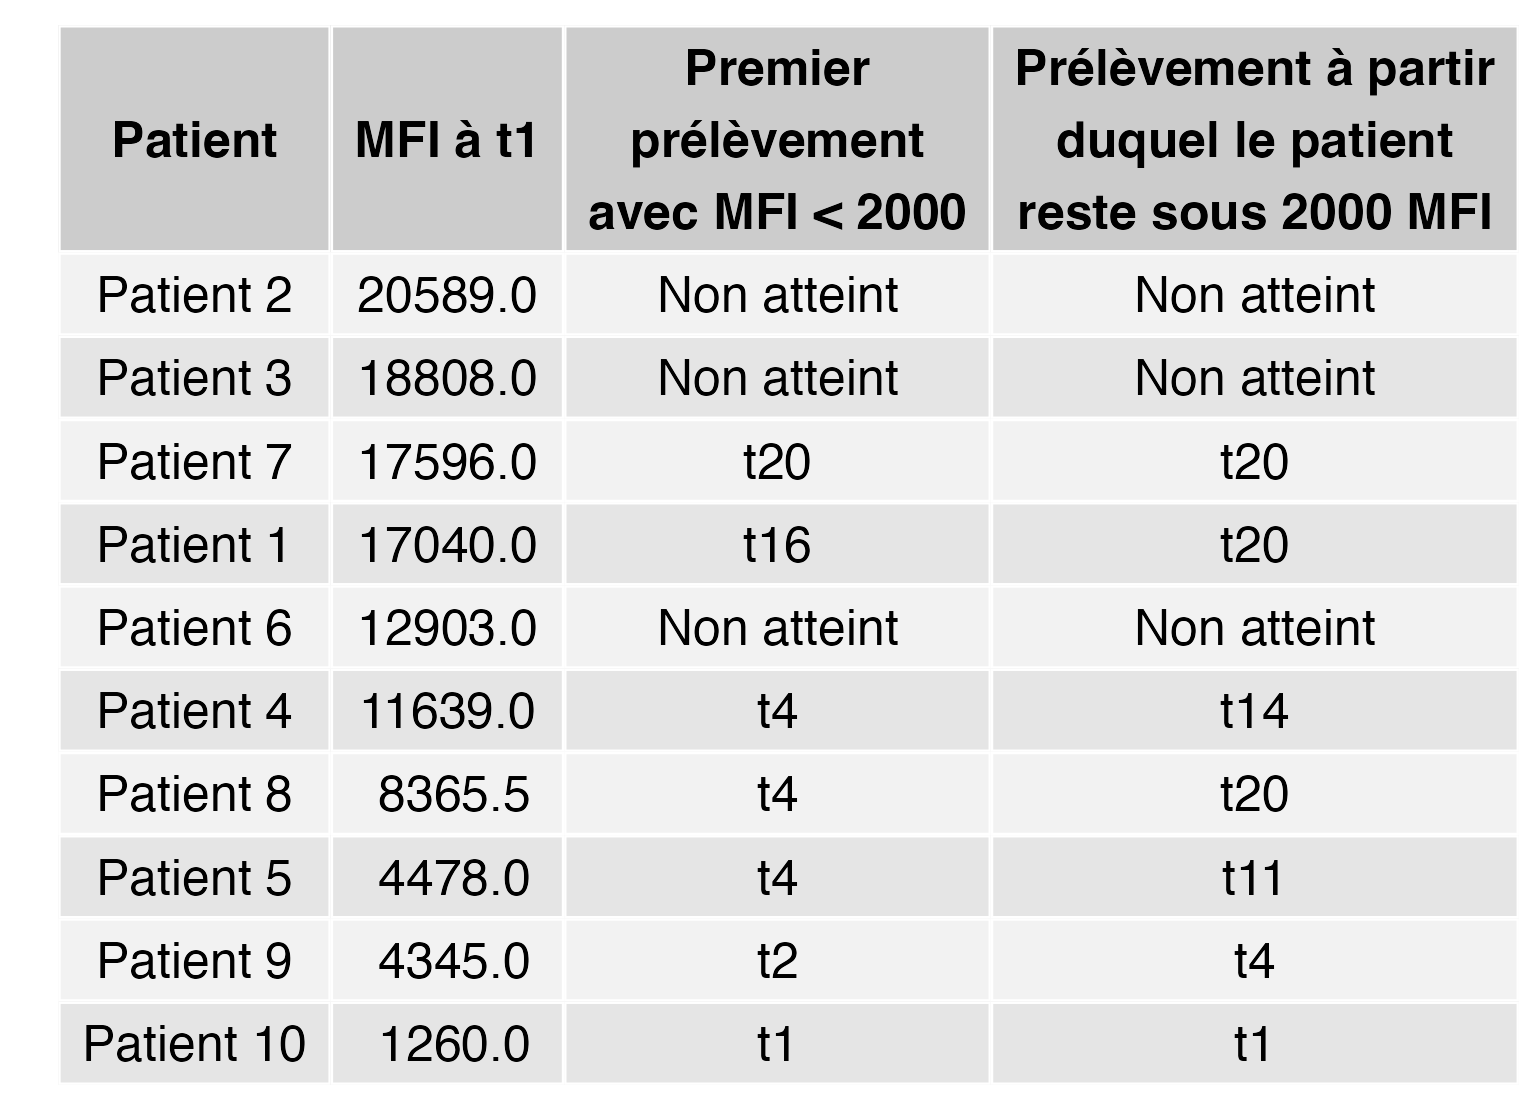 Patient MFI à t1 Premier prélèvement avec MFI < 2000 Prélèvement à partir duquel le patient reste sous 2000 MFI
Patient 2 20589.0 Non atteint Non atteint
Patient 3 18808.0 Non atteint Non atteint
Patient 7 17596.0 t20 t20
Patient 1 17040.0 t16 t20
Patient 6 12903.0 Non atteint Non atteint
Patient 4 11639.0 t4 t14
Patient 8 8365.5 t4 t20
Patient 5 4478.0 t4 t11
Patient 9 4345.0 t2 t4
Patient 10 1260.0 t1 t1